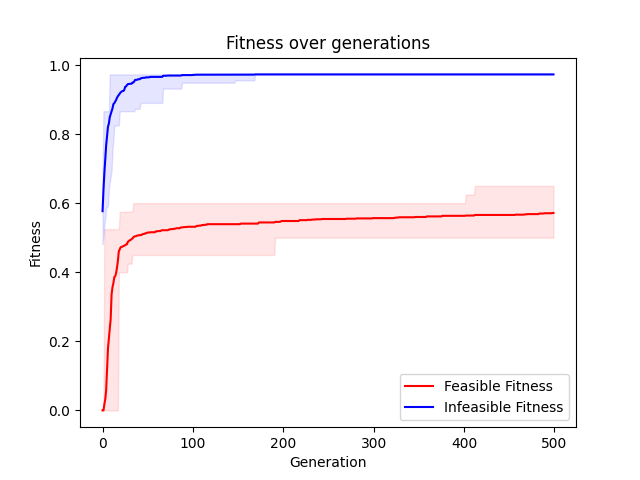 Fitness over generations
1.0
0.8
0.6
0.4
0.2
0.0
Fitness
0 100 200 300 400 500
Generation
Feasible Fitness
Infeasible Fitness